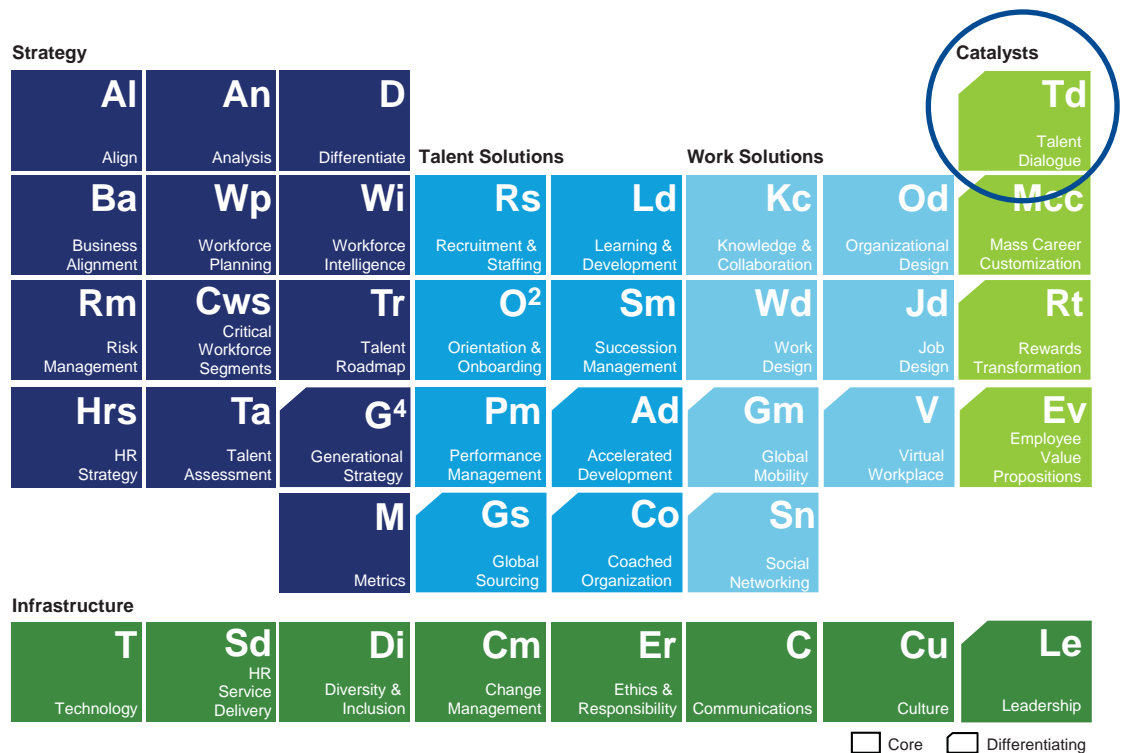 Strategy
Catalysts
Al
Align
An
Analysis
D
Differentiate
Td
Talent
Dialogue
Talent Solutions
Work Solutions
Ba
Business
Alignment
Wp
Workforce
Planning
Wi
Workforce
Intelligence
Rs
Recruitment &
Staffing
Ld
Learning &
Development
Kc
Knowledge &
Collaboration
Od
Organizational
Design
Mcc
Mass Career
Customization
Rm
Risk
Management
Cws
Critical
Workforce
Segments
Tr
Talent
Roadmap
O²
Orientation &
Onboarding
Sm
Succession
Management
Wd
Work
Design
Jd
Job
Design
Rt
Rewards
Transformation
Hrs
HR
Strategy
Ta
Talent
Assessment
G⁴
Generational
Strategy
Pm
Performance
Management
Ad
Accelerated
Development
Gm
Global
Mobility
V
Virtual
Workplace
Ev
Employee
Value
Propositions
M
Metrics
Gs
Global
Sourcing
Co
Coached
Organization
Sn
Social
Networking
Infrastructure
T
Technology
Sd
HR
Service
Delivery
Di
Diversity &
Inclusion
Cm
Change
Management
Er
Ethics &
Responsibility
C
Communications
Cu
Culture
Le
Leadership
Core
Differentiating